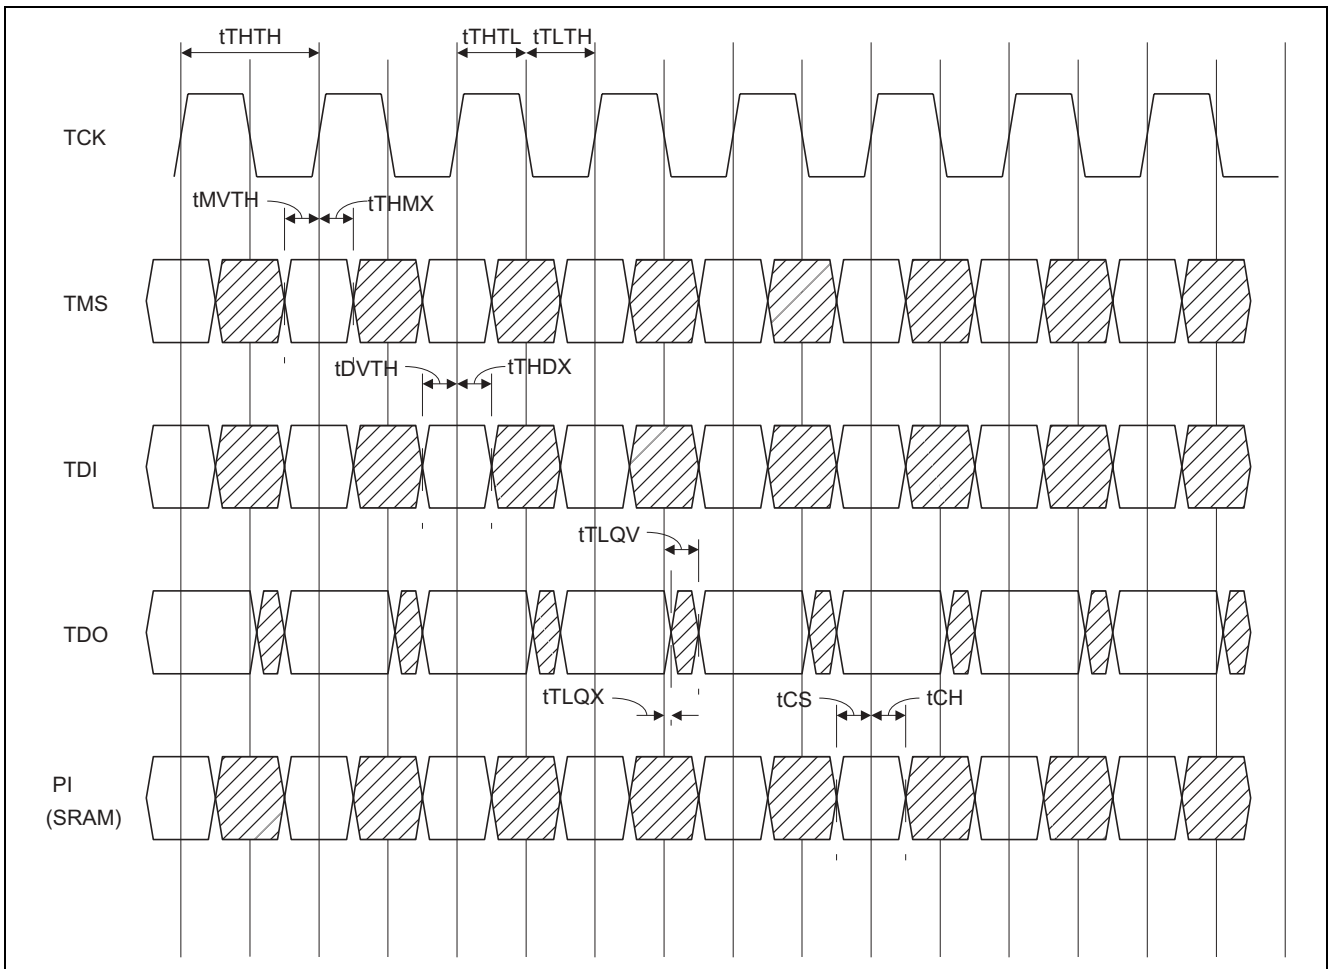 tTHTH tTHTL tTLTH
TCK
tMVTH tTHMX
TMS
tDVTH tTHDX
TDI
tTLQV
TDO
tTLQX tCS tCH
PI
(SRAM)